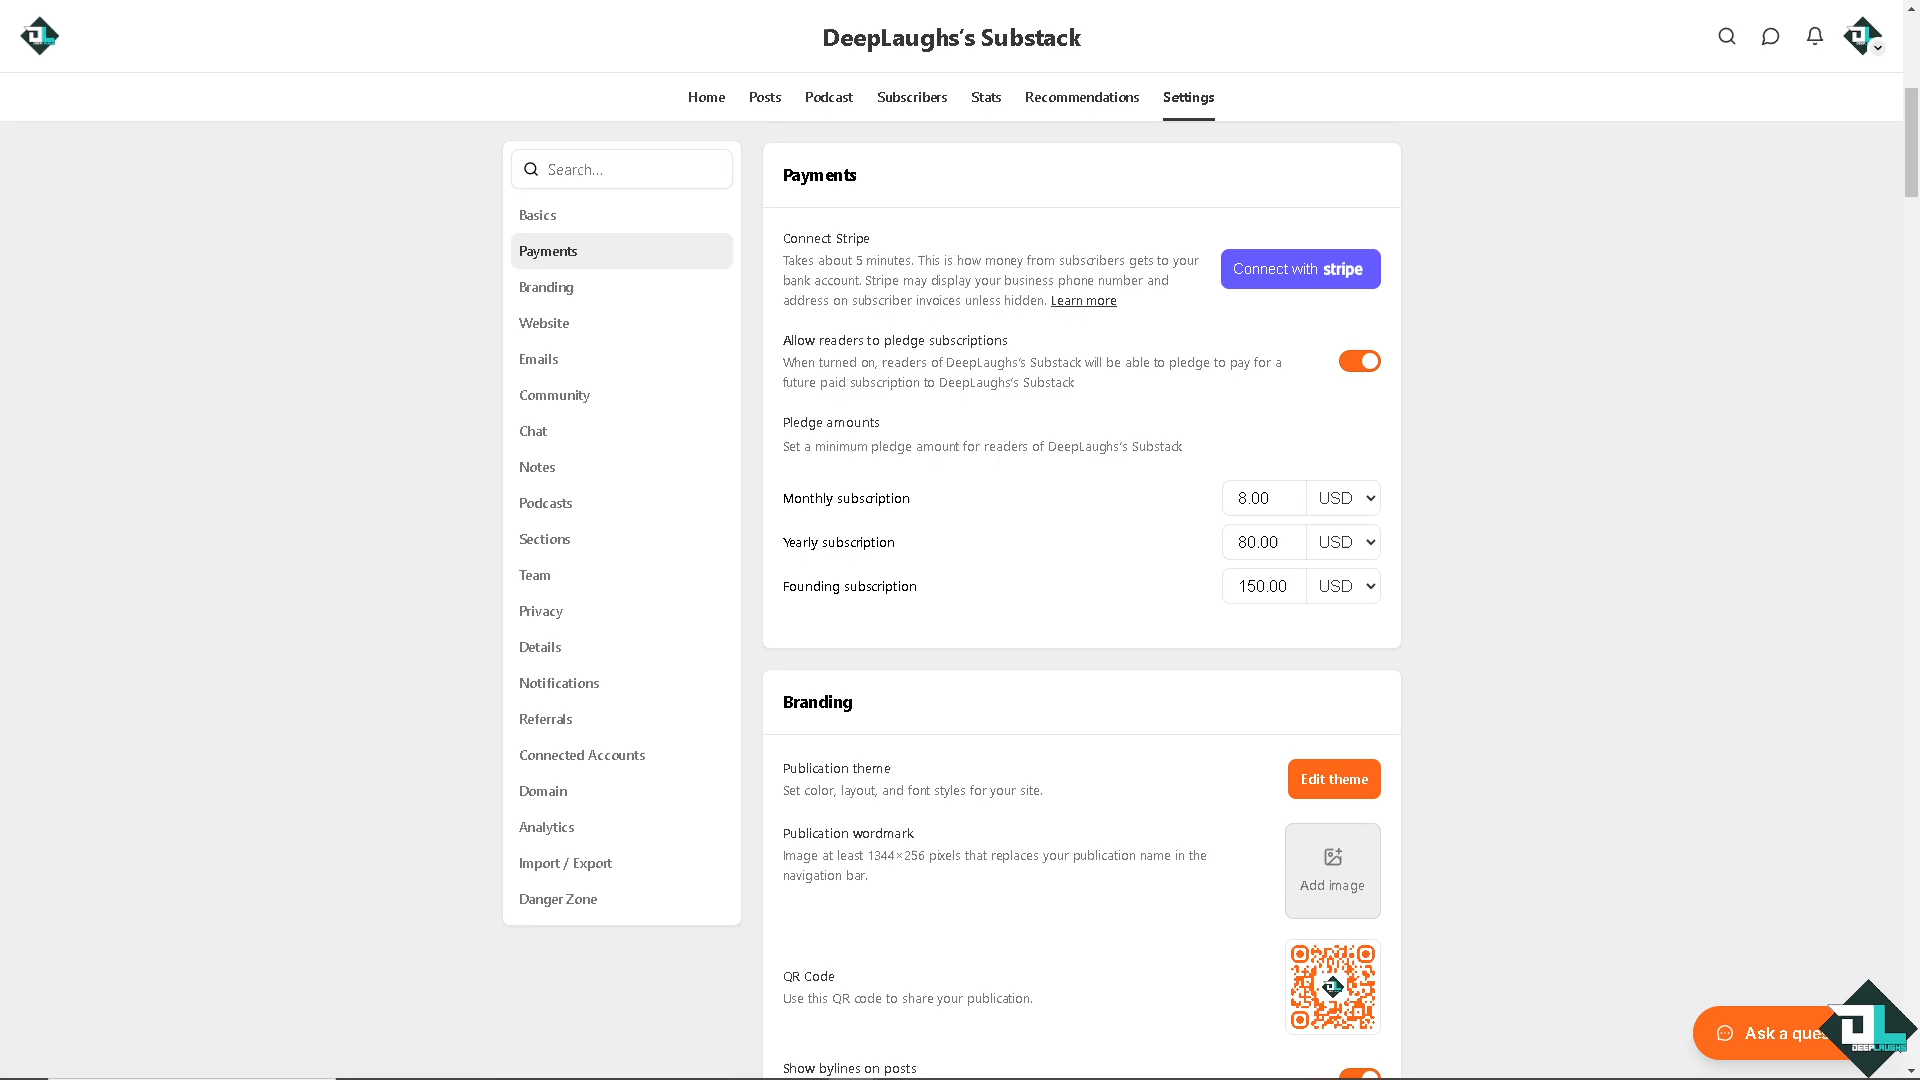 DeepLaughs's Substack
Home
Posts
Podcast
Subscribers
Stats
Recommendations
Settings
Search...
Basics
Payments
Branding
Website
Emails
Community
Chat
Notes
Podcasts
Sections
Team
Privacy
Details
Notifications
Referrals
Connected Accounts
Domain
Analytics
Import / Export
Danger Zone
Payments
Connect Stripe
Takes about 5 minutes. This is how money from subscribers gets to your
bank account. Stripe may display your business phone number and
address on subscriber invoices unless hidden. Learn more
Connect with stripe
Allow readers to pledge subscriptions
When turned on, readers of DeepLaughs's Substack will be able to pledge to pay for a
future paid subscription to DeepLaughs's Substack
Pledge amounts
Set a minimum pledge amount for readers of DeepLaughs's Substack
Monthly subscription
8.00 USD
Yearly subscription
80.00 USD
Founding subscription
150.00 USD
Branding
Publication theme
Set color, layout, and font styles for your site.
Edit theme
Publication wordmark
Image at least 1344×256 pixels that replaces your publication name in the
navigation bar.
Add image
QR Code
Use this QR code to share your publication.
Show bylines on posts
Ask a ques
DL
DEEPLAUGHS